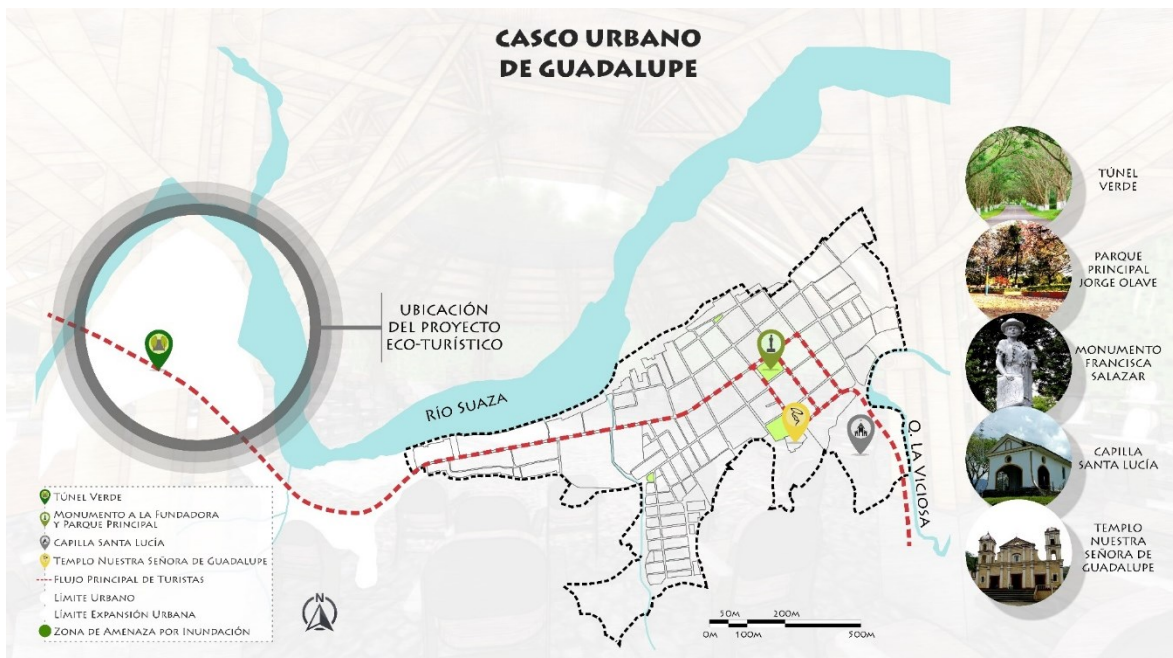 CASCO URBANO
DE GUADALUPE
UBICACIÓN
DEL PROYECTO
ECO-TURÍSTICO
RÍO SUAZA
Q. LA VICIOSA
TÚNEL
VERDE
PARQUE
PRINCIPAL
JORGE OLAVE
MONUMENTO
FRANCISCA
SALAZAR
CAPILLA
SANTA LUCÍA
TEMPLO
NUESTRA
SEÑORA DE
GUADALUPE
TÚNEL VERDE
MONUMENTO A LA FUNDADORA
Y PARQUE PRINCIPAL
CAPILLA SANTA LUCÍA
TEMPLO NUESTRA SEÑORA DE GUADALUPE
FLUJO PRINCIPAL DE TURISTAS
LÍMITE URBANO
LÍMITE EXPANSIÓN URBANA
ZONA DE AMENAZA POR INUNDACIÓN
N
50M 200M
0M 100M 500M